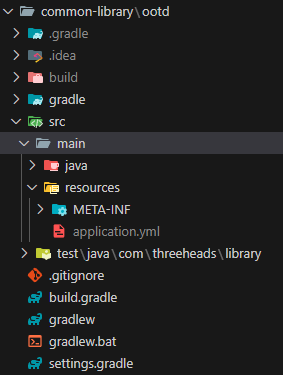 common-library\ootd
.gradle
.idea
build
gradle
src
main
java
resources
META-INF
application.yml
test\java\com\threeheads\library
.gitignore
build.gradle
gradlew
gradlew.bat
settings.gradle